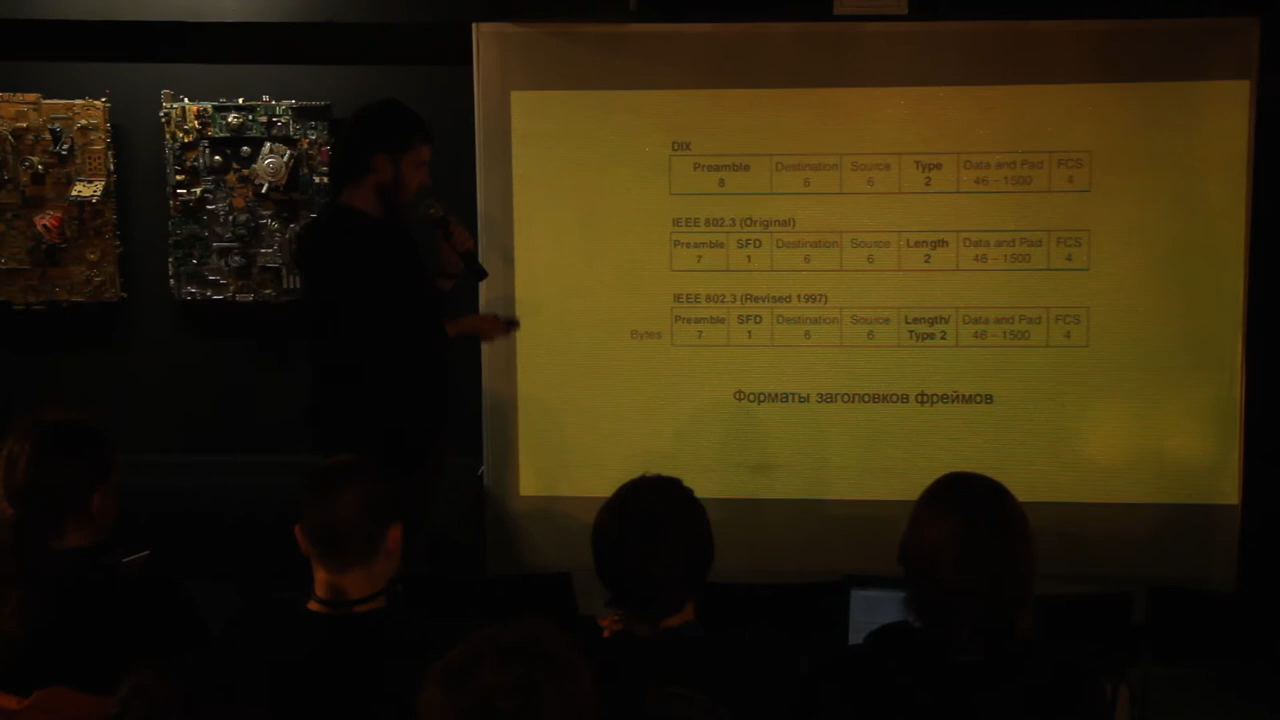 DIX
Preamble Destination Source Type Data and Pad FCS
8 6 6 2 46 – 1500 4
IEEE 802.3 (Original)
Preamble SFD Destination Source Length Data and Pad FCS
7 1 6 6 2 46 – 1500 4
IEEE 802.3 (Revised 1997)
Preamble SFD Destination Source Length/ Data and Pad FCS
Bytes 7 1 6 6 Type 2 46 – 1500 4
Форматы заголовков фреймов